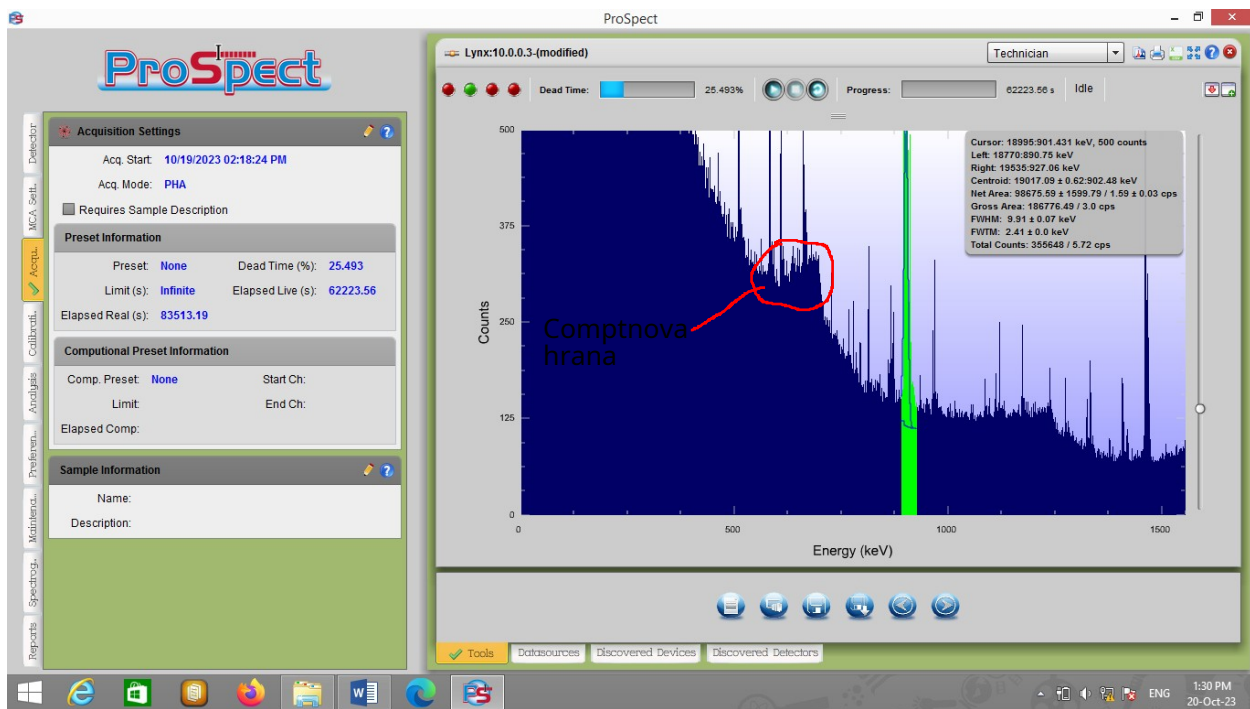 ProSpect
ProSpect
Lynx:10.0.0.3-(modified)
Technician
Dead Time:
25.493%
Progress:
62223.56 s
Idle
Detector
MCA Sett..
Acqu..
Calibrati..
Analysis
Preferen..
Maintenc..
Spectrog..
Reports
Acquisition Settings
Acq. Start: 10/19/2023 02:18:24 PM
Acq. Mode: PHA
Requires Sample Description
Preset Information
Preset: None Dead Time (%): 25.493
Limit (s): Infinite Elapsed Live (s): 62223.56
Elapsed Real (s): 83513.19
Computional Preset Information
Comp. Preset: None Start Ch:
Limit: End Ch:
Elapsed Comp:
Sample Information
Name:
Description:
Cursor: 18995:901.431 keV, 500 counts
Left: 18770:890.75 keV
Right: 19535:927.06 keV
Centroid: 19017.09 ± 0.62:902.48 keV
Net Area: 98675.59 ± 1599.79 / 1.59 ± 0.03 cps
Gross Area: 186776.49 / 3.0 cps
FWHM: 9.91 ± 0.07 keV
FWTM: 2.41 ± 0.0 keV
Total Counts: 355648 / 5.72 cps
500
375
250
125
0
Counts
Comptnova
hrana
0
500
1000
1500
Energy (keV)
Tools
Datasources
Discovered Devices
Discovered Detectors
ENG
1:30 PM
20-Oct-23